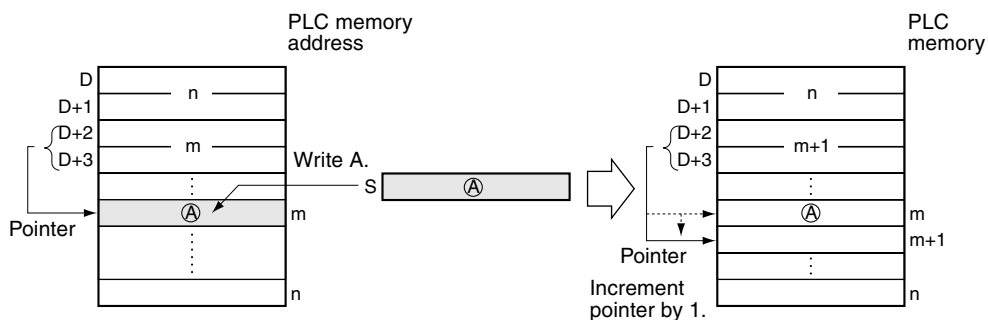 PLC memory
address
D
n
D+1
D+2
m
D+3
Write A.
S
A
A
m
Pointer
n
PLC
memory
D
n
D+1
D+2
m+1
D+3
A
m
m+1
Pointer
Increment
pointer by 1.
n